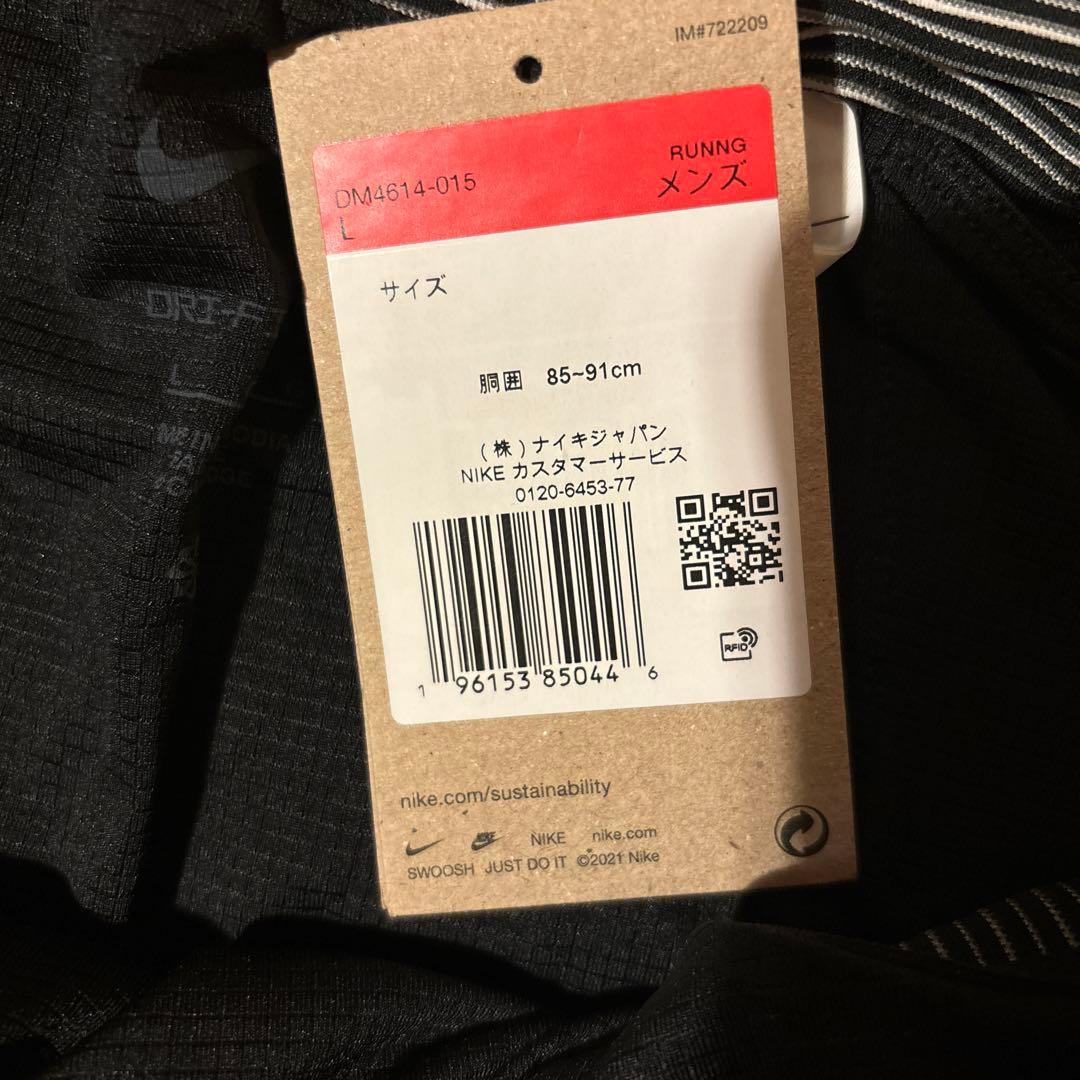 IM#722209
RUNNG
メンズ
DM4614-015
L
サイズ
胴囲 85~91cm
(株)ナイキジャパン
NIKE カスタマーサービス
0120-6453-77
1 96153 85044 6
RFID
nike.com/sustainability
NIKE nike.com
SWOOSH JUST DO IT ©2021 Nike
DRI-F
L